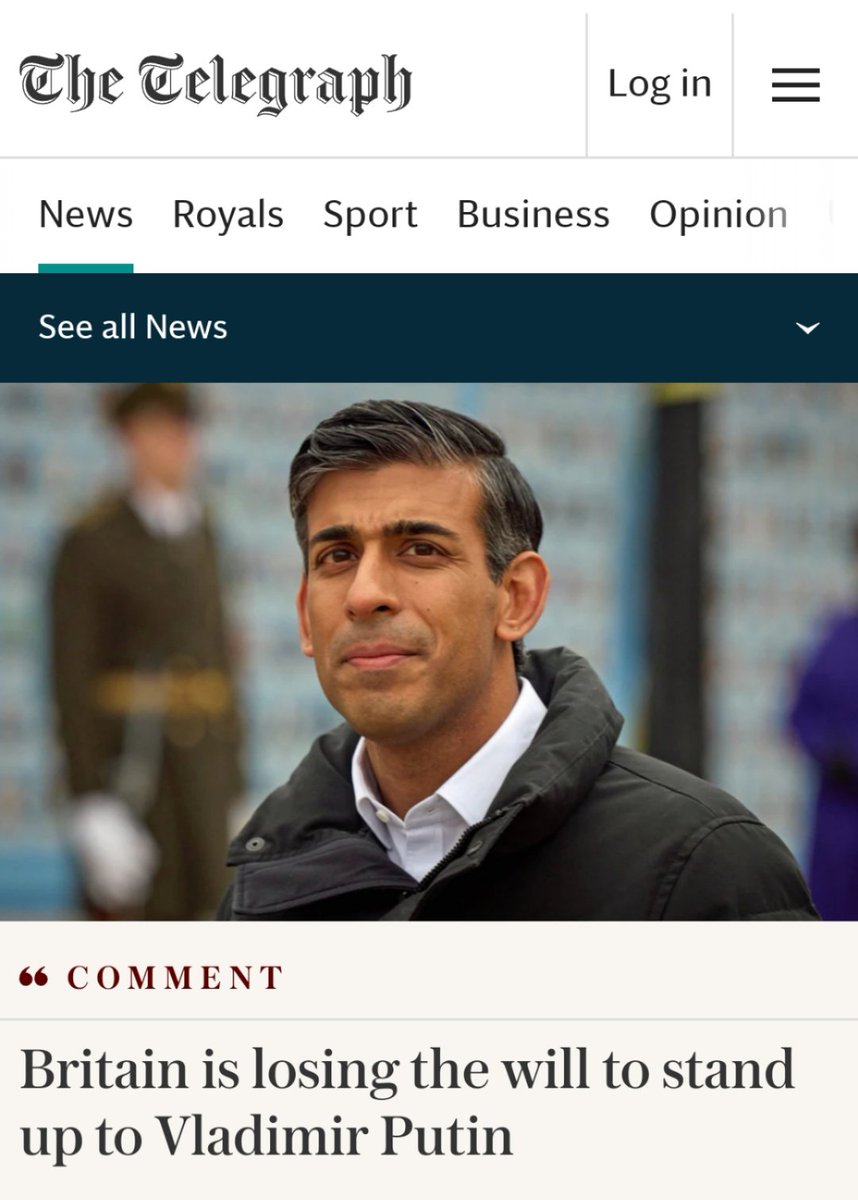 The Telegraph
Log in
News Royals Sport Business Opinion
See all News
“ COMMENT
Britain is losing the will to stand
up to Vladimir Putin